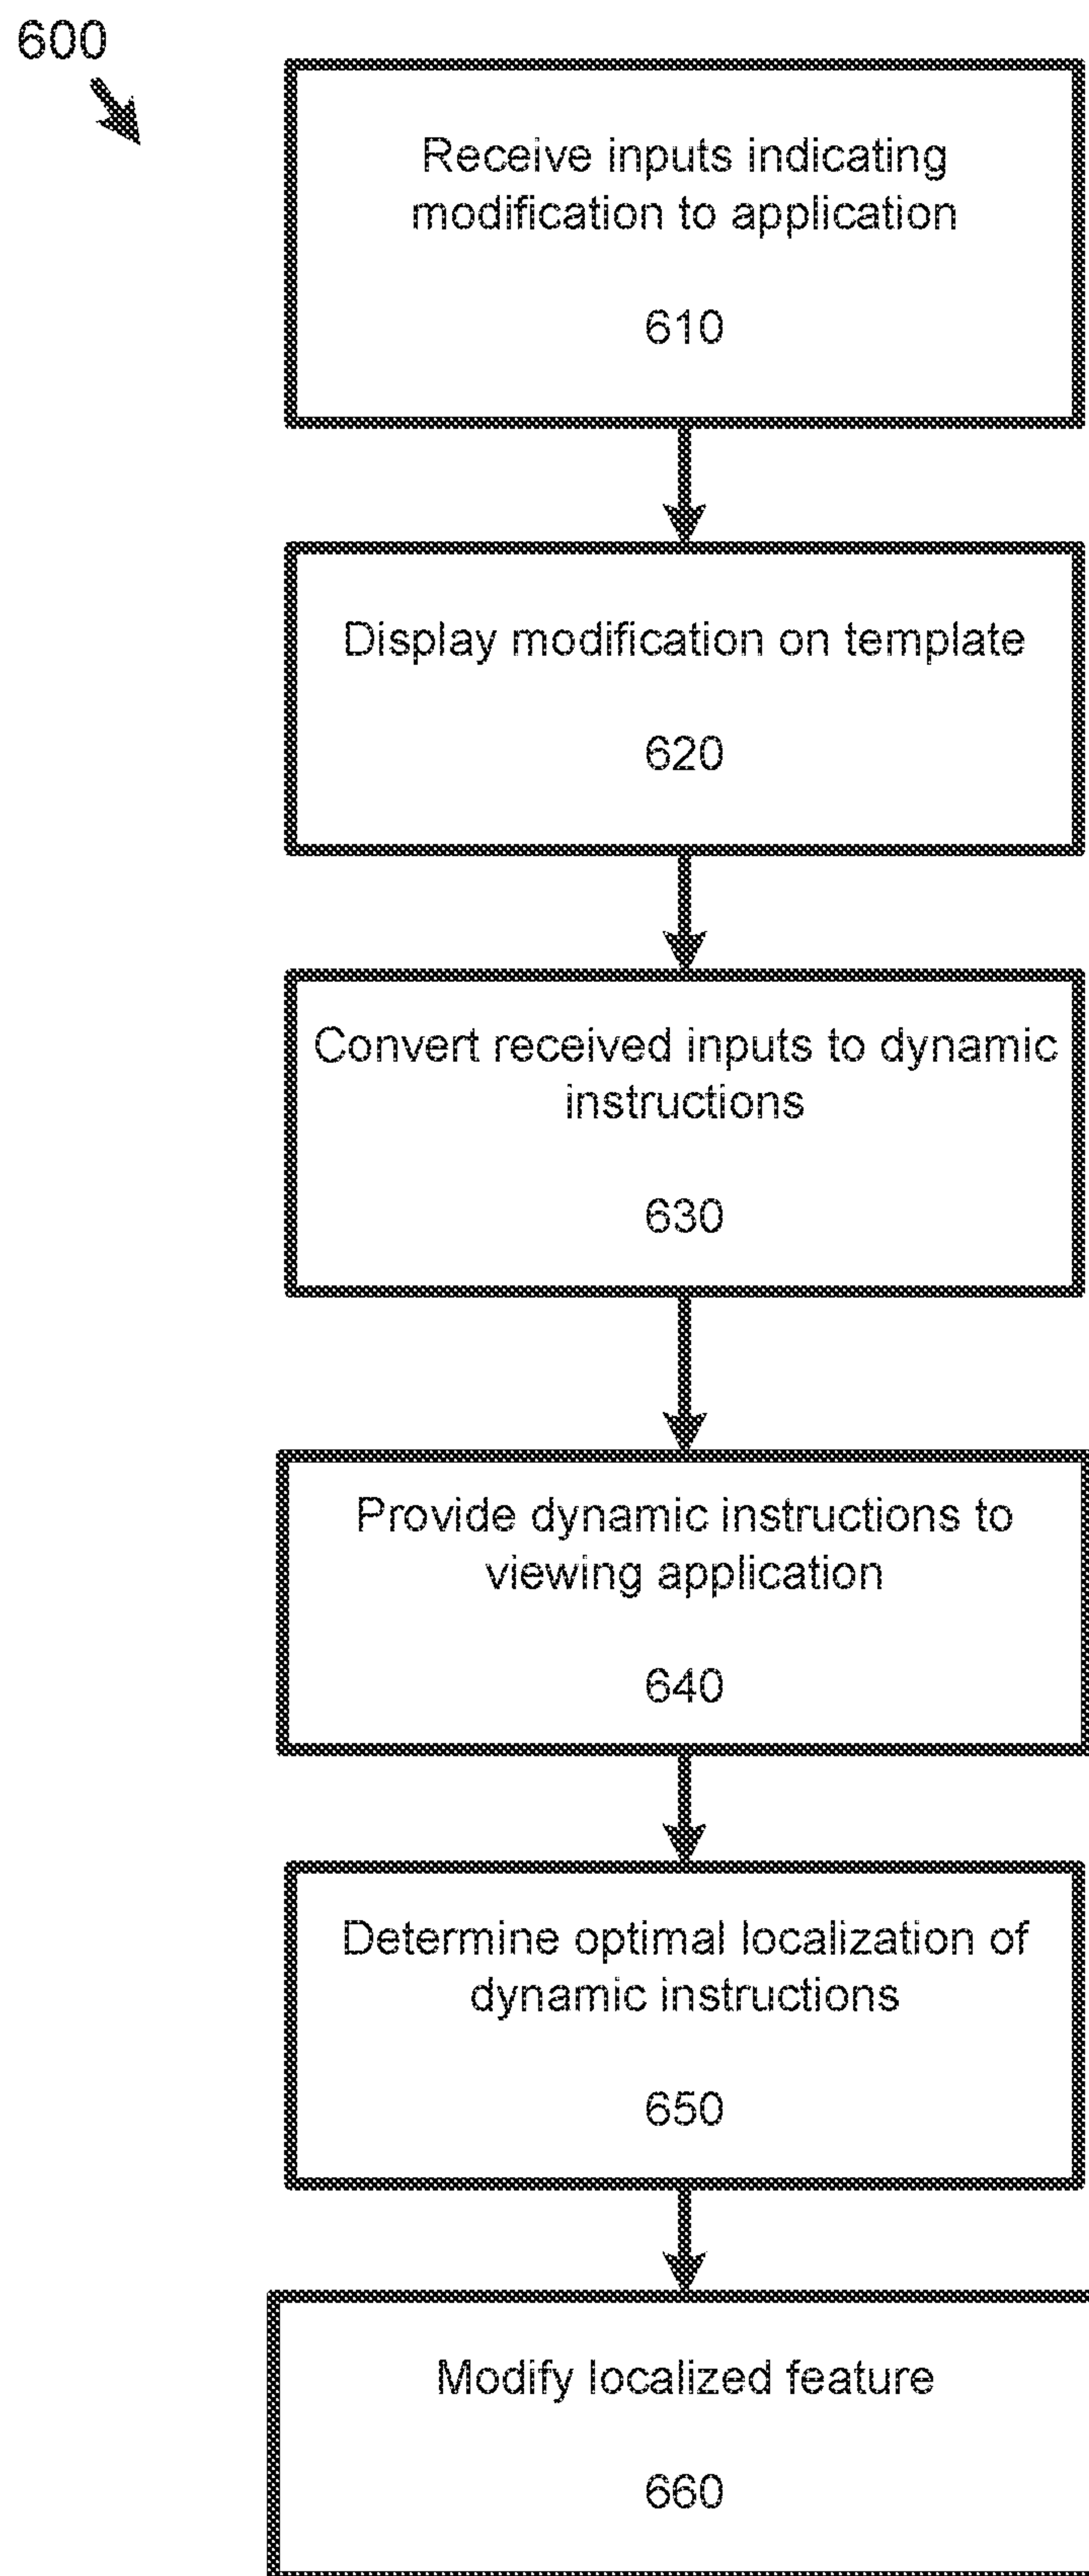 600
Receive inputs indicating
modification to application
610
Display modification on template
620
Convert received inputs to dynamic
instructions
630
Provide dynamic instructions to
viewing application
640
Determine optimal localization of
dynamic instructions
650
Modify localized feature
660